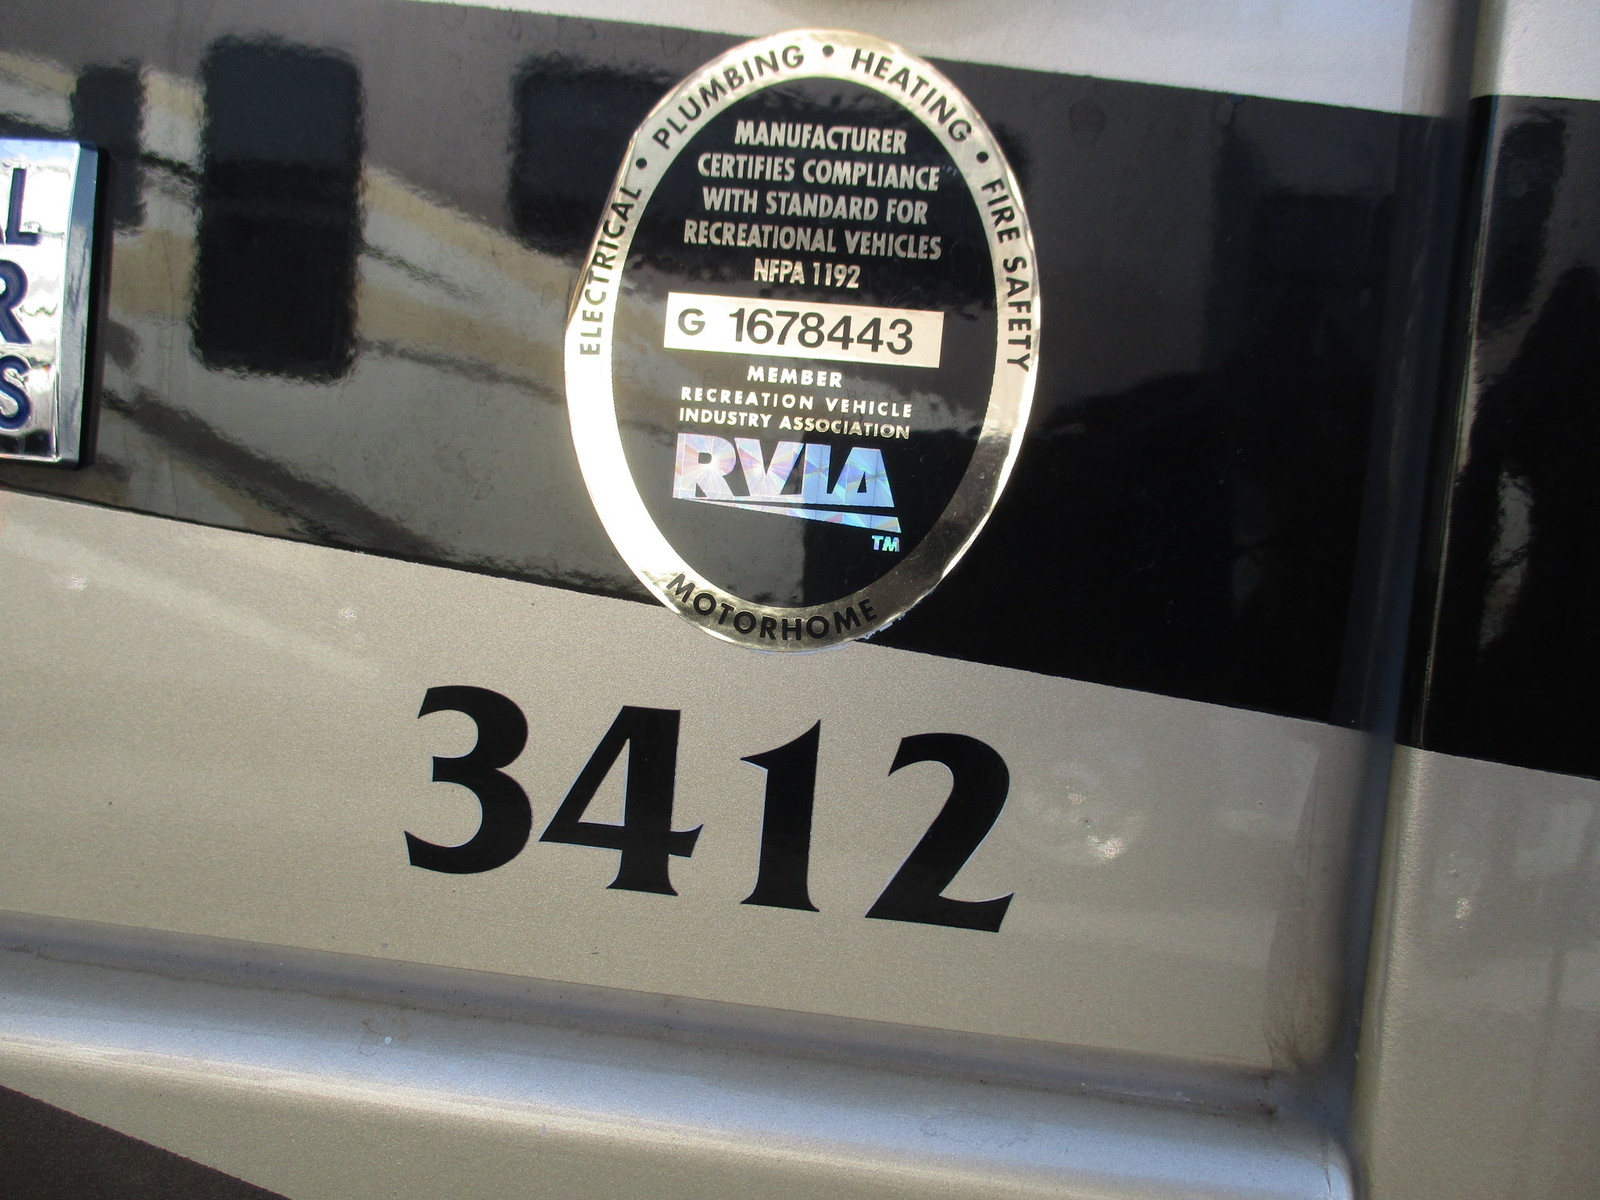 ELECTRICAL • PLUMBING • HEATING • FIRE SAFETY
MANUFACTURER
CERTIFIES COMPLIANCE
WITH STANDARD FOR
RECREATIONAL VEHICLES
NFPA 1192
G 1678443
MEMBER
RECREATION VEHICLE
INDUSTRY ASSOCIATION
RVIA
TM
MOTORHOME
3412